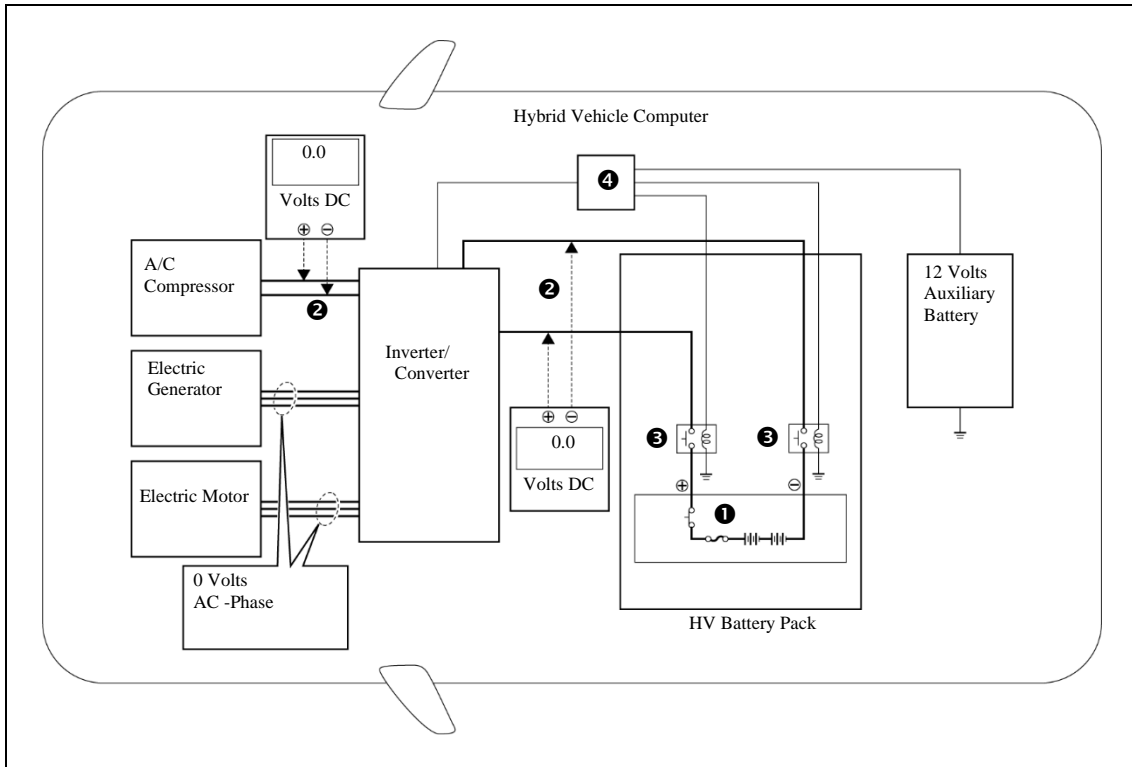 Hybrid Vehicle Computer
0.0
Volts DC
⊕ ⊖
❹
A/C
Compressor
❷
❷
12 Volts
Auxiliary
Battery
Inverter/
Converter
Electric
Generator
⊕ ⊖
0.0
Volts DC
❸
❸
⊕
⊖
Electric Motor
❶
0 Volts
AC -Phase
HV Battery Pack